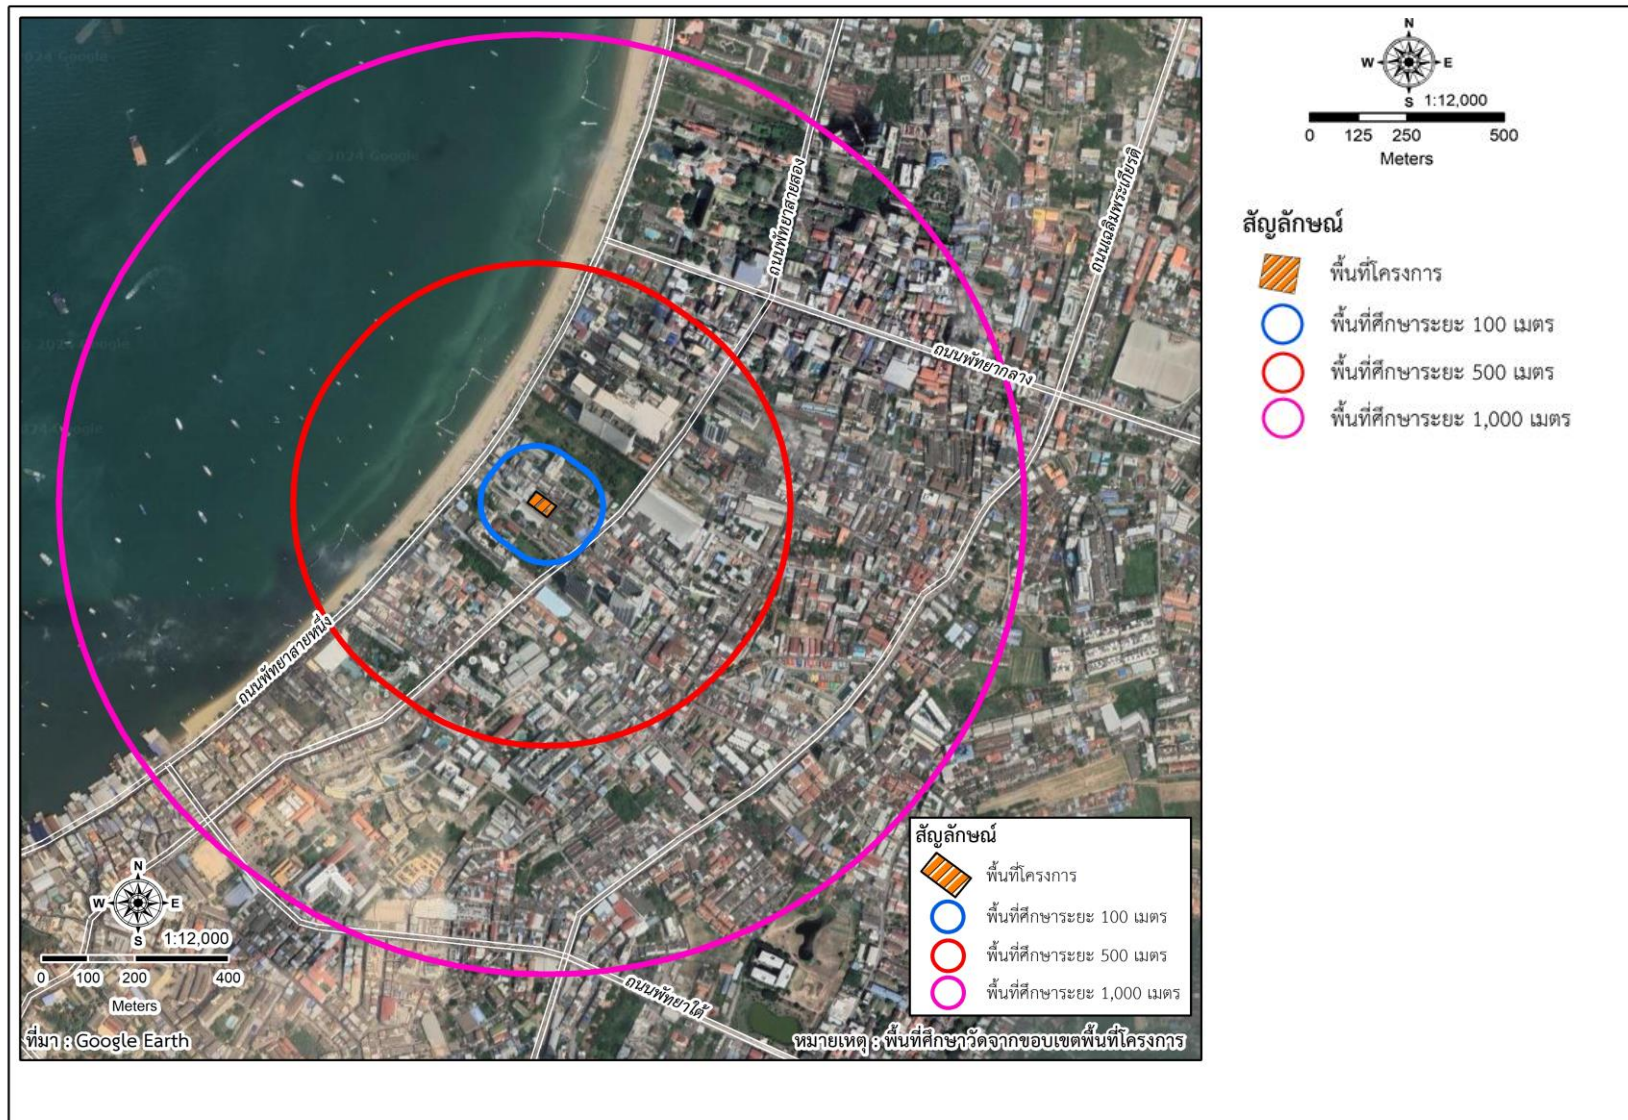 N
W E
S 1:12,000
0 125 250 500
Meters
สัญลักษณ์
พื้นที่โครงการ
พื้นที่ศึกษาระยะ 100 เมตร
พื้นที่ศึกษาระยะ 500 เมตร
พื้นที่ศึกษาระยะ 1,000 เมตร
2024 Google
© 2024 Google
ถนนพัทยาสายสอง
ถนนเฉลิมพระเกียรติ
ถนนพัทยากลาง
ถนนพัทยาสายหนึ่ง
ถนนพัทยาใต้
N
W E
S 1:12,000
0 100 200 400
Meters
ที่มา : Google Earth
สัญลักษณ์
พื้นที่โครงการ
พื้นที่ศึกษาระยะ 100 เมตร
พื้นที่ศึกษาระยะ 500 เมตร
พื้นที่ศึกษาระยะ 1,000 เมตร
หมายเหตุ : พื้นที่ศึกษาวัดจากขอบเขตพื้นที่โครงการ